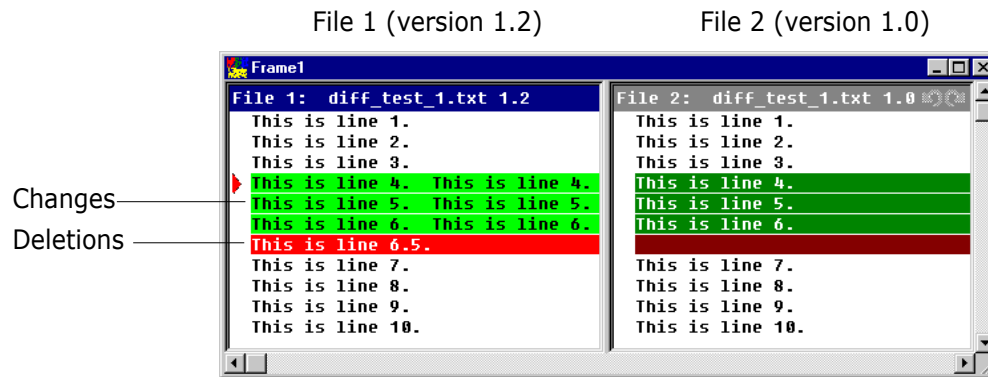 File 1 (version 1.2)
File 2 (version 1.0)
Frame1
File 1:  diff_test_1.txt 1.2
This is line 1.
This is line 2.
This is line 3.
This is line 4.  This is line 4.
This is line 5.  This is line 5.
This is line 6.  This is line 6.
This is line 6.5.
This is line 7.
This is line 8.
This is line 9.
This is line 10.
File 2:  diff_test_1.txt 1.0
This is line 1.
This is line 2.
This is line 3.
This is line 4.
This is line 5.
This is line 6.
This is line 7.
This is line 8.
This is line 9.
This is line 10.
Changes
Deletions